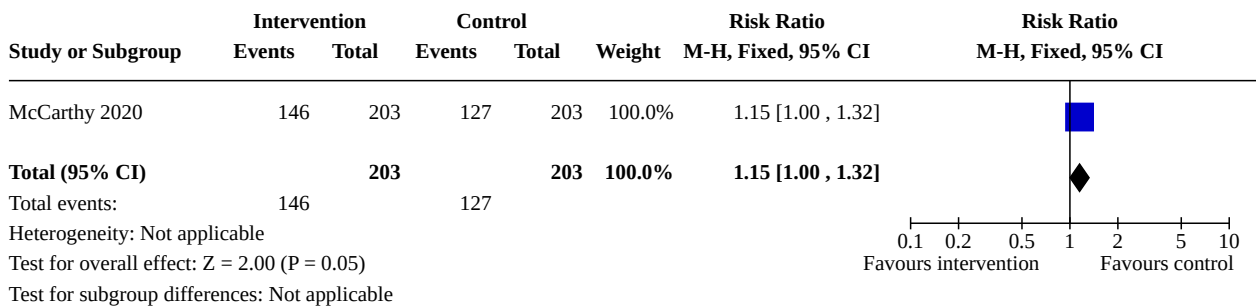 Intervention Control Risk Ratio Risk Ratio
Study or Subgroup Events Total Events Total Weight M-H, Fixed, 95% CI M-H, Fixed, 95% CI
McCarthy 2020 146 203 127 203 100.0% 1.15 [1.00 , 1.32]
Total (95% CI) 203 203 100.0% 1.15 [1.00 , 1.32]
Total events: 146 127
Heterogeneity: Not applicable
0.1 0.2 0.5 1 2 5 10
Test for overall effect: Z = 2.00 (P = 0.05)
Favours intervention Favours control
Test for subgroup differences: Not applicable